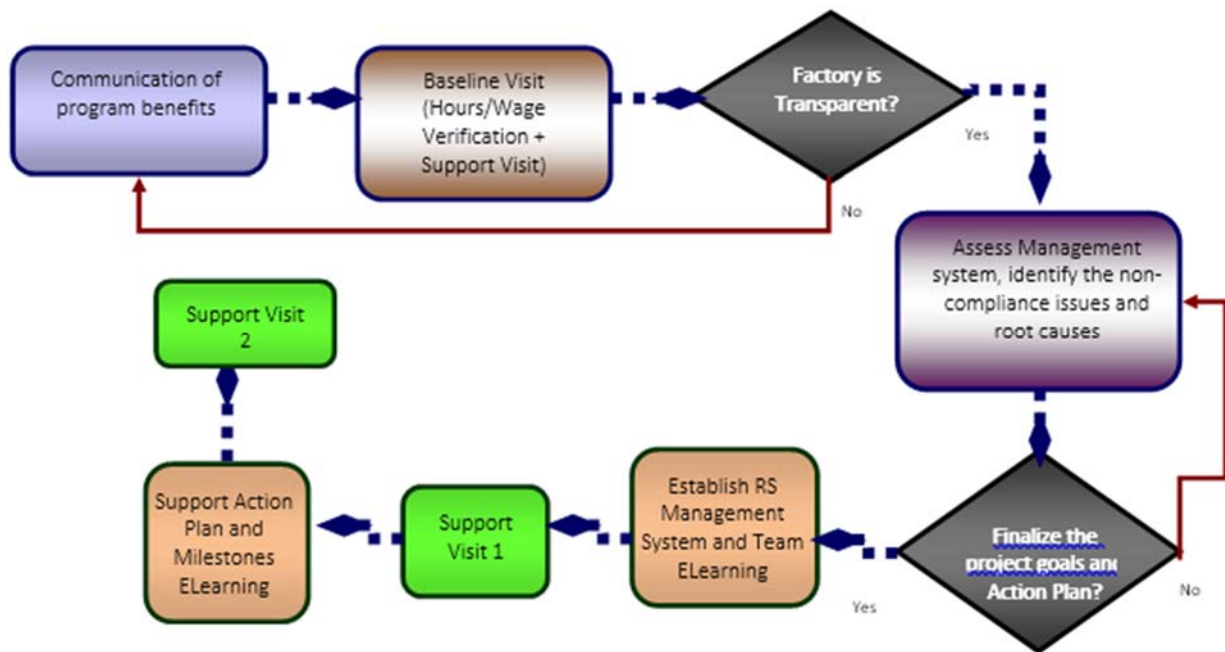 Communication of
program benefits
Baseline Visit
(Hours/Wage
Verification +
Support Visit)
Factory is
Transparent?
Yes
No
Assess Management
system, identify the non-
compliance issues and
root causes
Support Visit
2
Support Action
Plan and
Milestones
ELearning
Support
Visit 1
Establish RS
Management
System and Team
ELearning
Yes
Finalize the
project goals and
Action Plan?
No